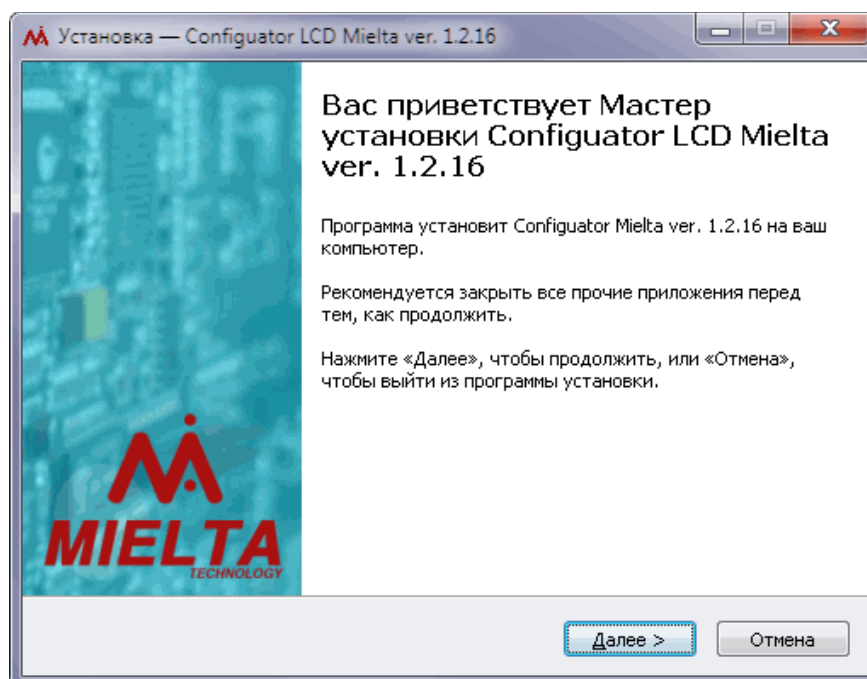 Установка — Configuator LCD Mielta ver. 1.2.16
Вас приветствует Мастер
установки Configuator LCD Mielta
ver. 1.2.16
Программа установит Configuator Mielta ver. 1.2.16 на ваш
компьютер.
Рекомендуется закрыть все прочие приложения перед
тем, как продолжить.
Нажмите «Далее», чтобы продолжить, или «Отмена»,
чтобы выйти из программы установки.
MIELTA
TECHNOLOGY
Далее >
Отмена